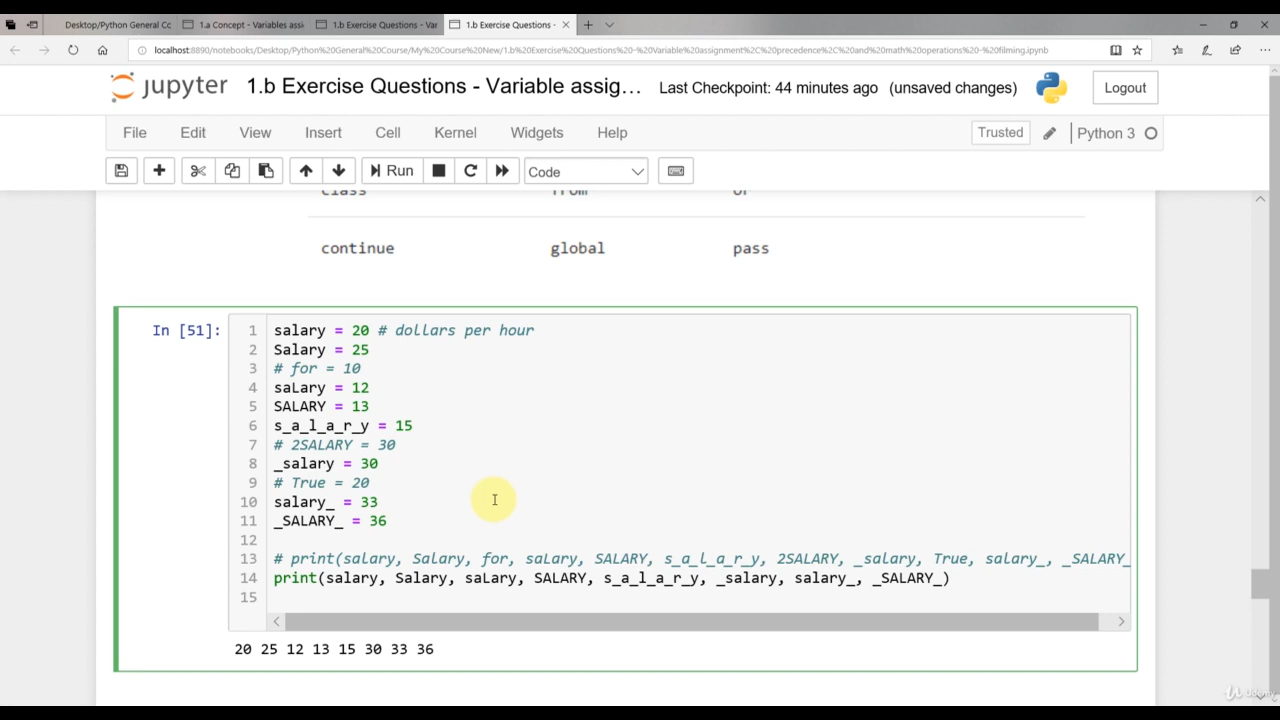 Desktop/Python General Cc
1.a Concept - Variables assi
1.b Exercise Questions - Var
1.b Exercise Questions -
localhost:8890/notebooks/Desktop/Python%20General%20Course/My%20Course%20New/1.b%20Exercise%20Questions%20-%20Variable%20assignment%2C%20precedence%2C%20and%20math%20operations%20-%20filming.ipynb
jupyter 1.b Exercise Questions - Variable assig... Last Checkpoint: 44 minutes ago (unsaved changes) Logout
File Edit View Insert Cell Kernel Widgets Help Trusted Python 3
Run Code
class from or
continue global pass
In [51]:
1 salary = 20 # dollars per hour
2 Salary = 25
3 # for = 10
4 saLary = 12
5 SALARY = 13
6 s_a_l_a_r_y = 15
7 # 2SALARY = 30
8 _salary = 30
9 # True = 20
10 salary_ = 33
11 _SALARY_ = 36
12
13 # print(salary, Salary, for, saLary, SALARY, s_a_l_a_r_y, 2SALARY, _salary, True, salary_, _SALARY_
14 print(salary, Salary, saLary, SALARY, s_a_l_a_r_y, _salary, salary_, _SALARY_)
15
20 25 12 13 15 30 33 36
Udemy